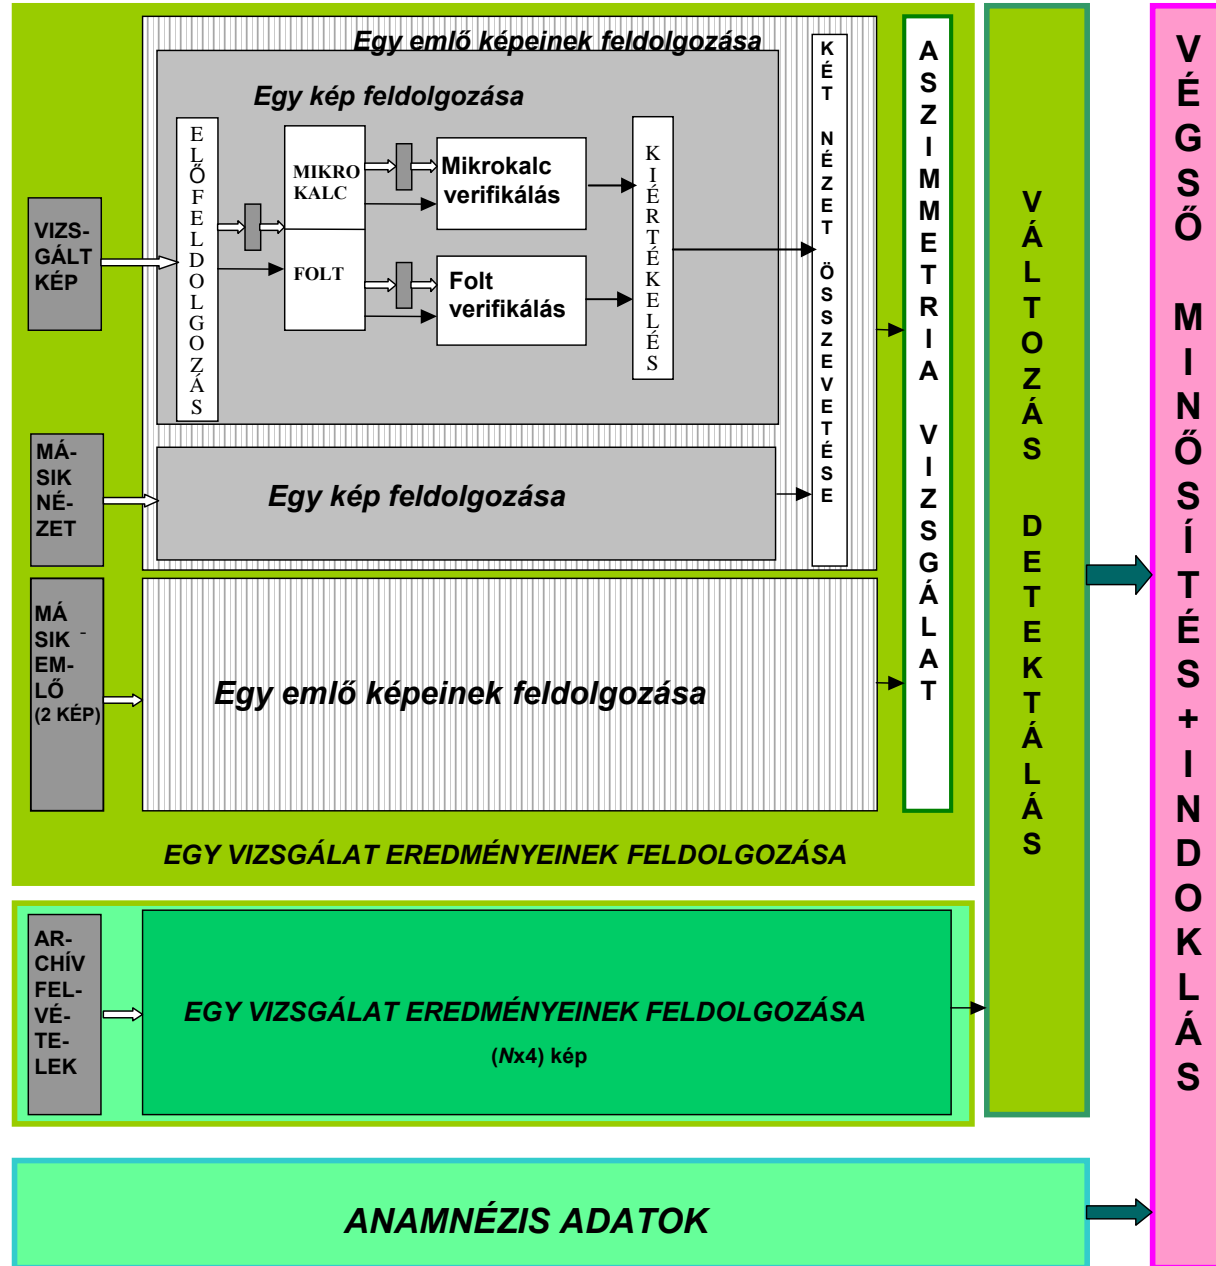 Egy emlő képeinek feldolgozása
Egy kép feldolgozása
VIZS-
GÁLT
KÉP
ELŐFELDOLGOZÁS
MIKRO
KALC
FOLT
Mikrokalc
verifikálás
Folt
verifikálás
KIÉRTÉKELÉS
KÉT NÉZET ÖSSZEVETÉSE
ASZIMMETRIA VIZSGÁLAT
VÁLTOZÁS DETEKTÁLÁS
VÉGSŐ MINŐSÍTÉS+INDOKLÁS
MÁ-
SIK
NÉ-
ZET
Egy kép feldolgozása
MÁ
SIK -
EM-
LŐ
(2 KÉP)
Egy emlő képeinek feldolgozása
EGY VIZSGÁLAT EREDMÉNYEINEK FELDOLGOZÁSA
AR-
CHÍV
FEL-
VÉ-
TE-
LEK
EGY VIZSGÁLAT EREDMÉNYEINEK FELDOLGOZÁSA
(Nx4) kép
ANAMNÉZIS ADATOK